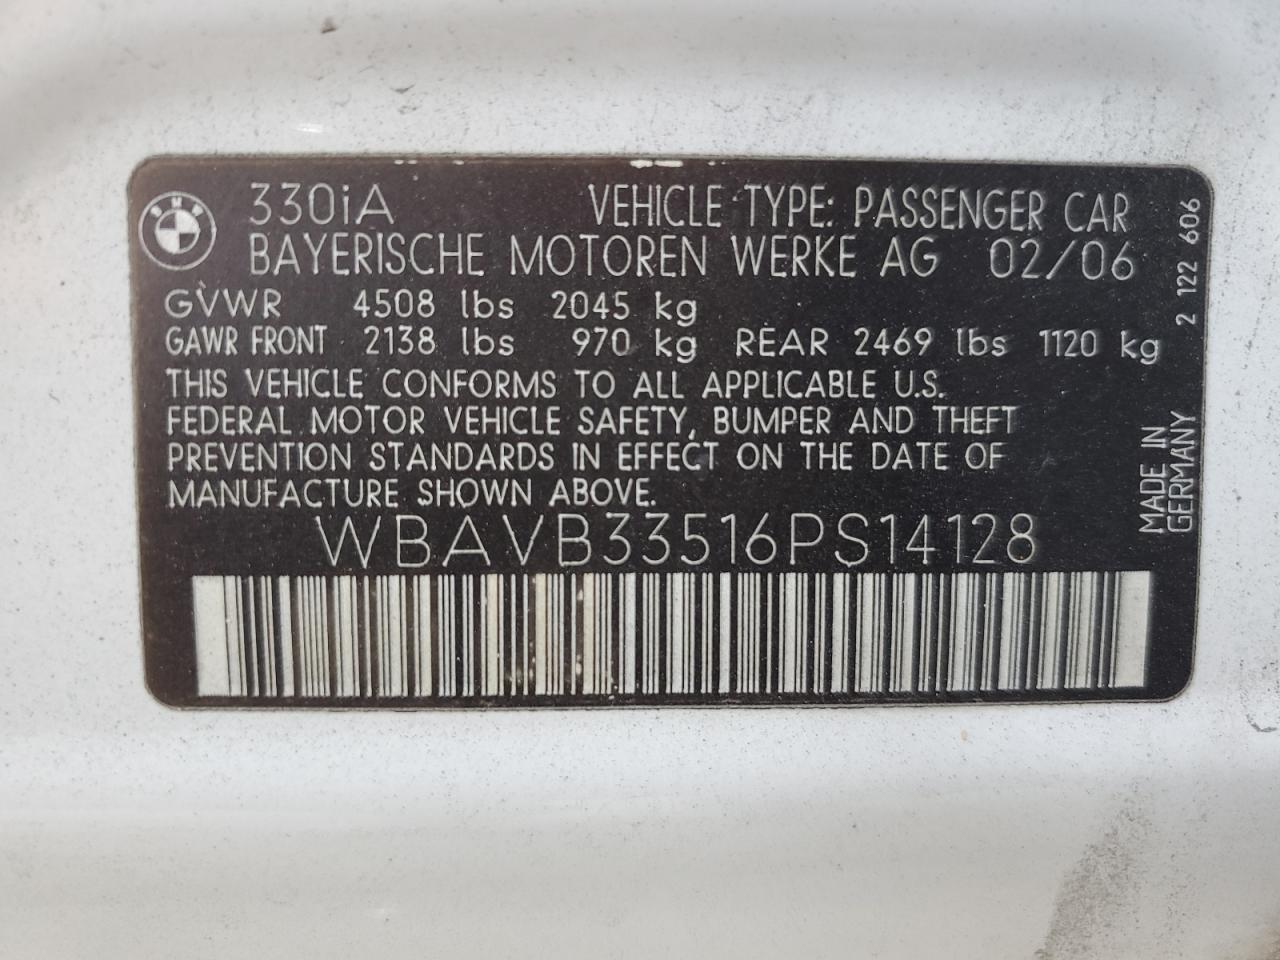 BMW
330iA VEHICLE TYPE: PASSENGER CAR
BAYERISCHE MOTOREN WERKE AG 02/06
GVWR 4508 lbs 2045 kg
GAWR FRONT 2138 lbs 970 kg REAR 2469 lbs 1120 kg
THIS VEHICLE CONFORMS TO ALL APPLICABLE U.S.
FEDERAL MOTOR VEHICLE SAFETY, BUMPER AND THEFT
PREVENTION STANDARDS IN EFFECT ON THE DATE OF
MANUFACTURE SHOWN ABOVE.
WBAVB33516PS14128
2 122 606
MADE IN
GERMANY